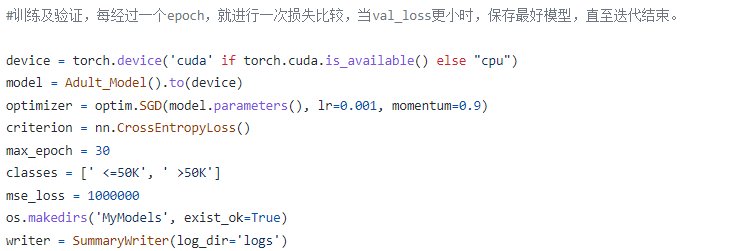 #训练及验证，每经过一个epoch，就进行一次损失比较，当val_loss更小时，保存最好模型，直至迭代结束。
device = torch.device('cuda' if torch.cuda.is_available() else "cpu")
model = Adult_Model().to(device)
optimizer = optim.SGD(model.parameters(), lr=0.001, momentum=0.9)
criterion = nn.CrossEntropyLoss()
max_epoch = 30
classes = [' <=50K', ' >50K']
mse_loss = 1000000
os.makedirs('MyModels', exist_ok=True)
writer = SummaryWriter(log_dir='logs')